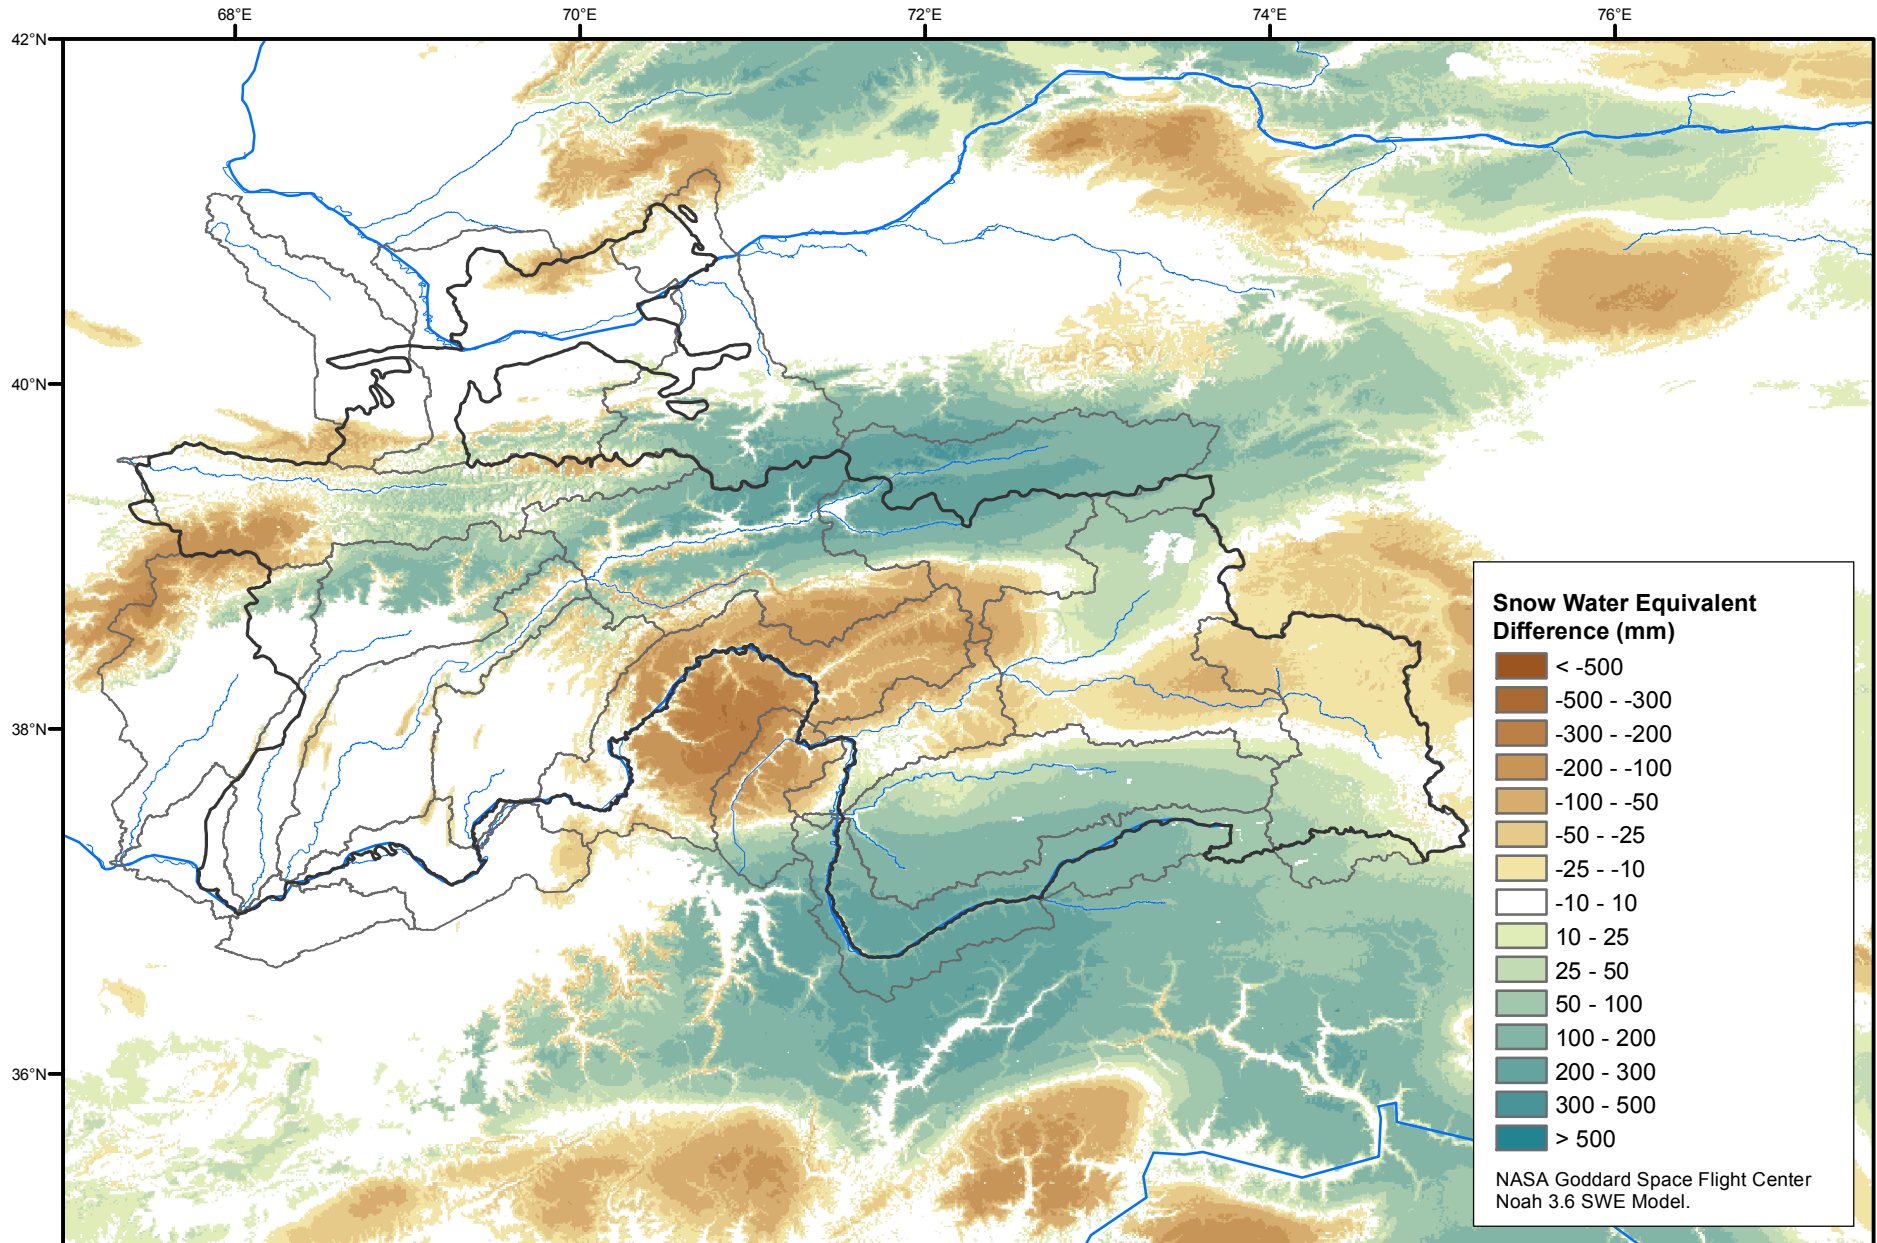 68°E
70°E
72°E
74°E
76°E
42°N
40°N
38°N
36°N
Snow Water Equivalent
Difference (mm)
< -500
-500 - -300
-300 - -200
-200 - -100
-100 - -50
-50 - -25
-25 - -10
-10 - 10
10 - 25
25 - 50
50 - 100
100 - 200
200 - 300
300 - 500
> 500
NASA Goddard Space Flight Center
Noah 3.6 SWE Model.